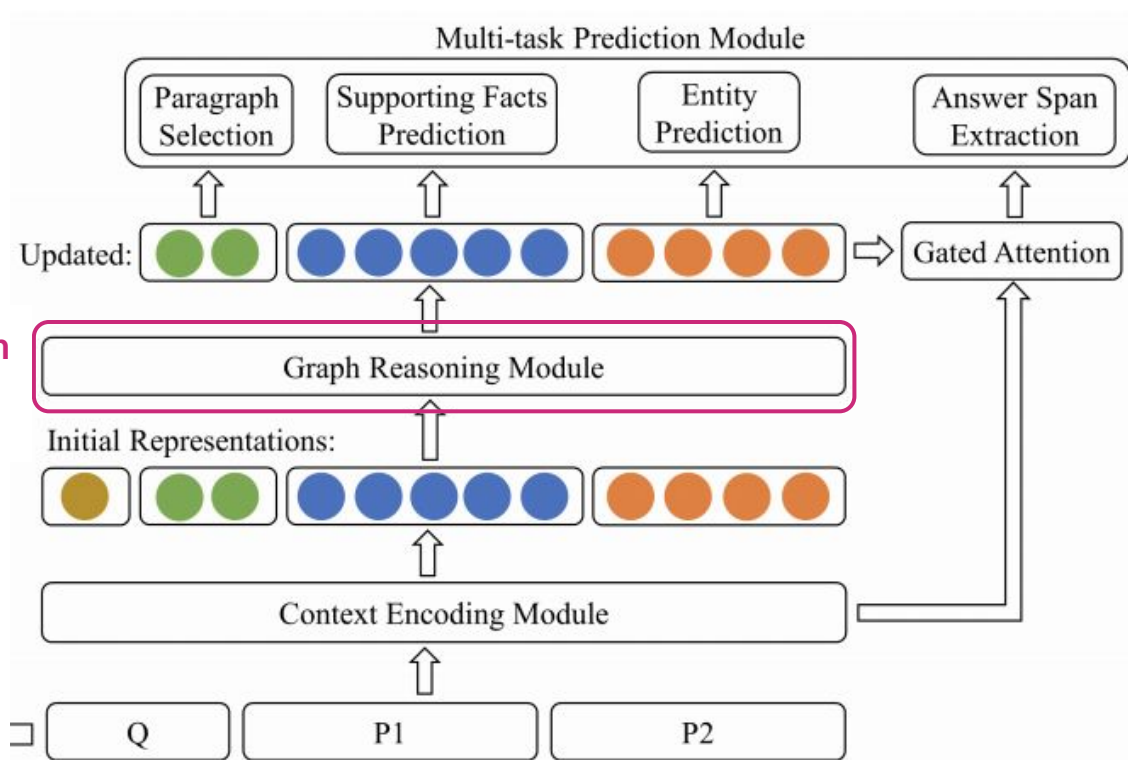 Multi-task Prediction Module
Paragraph
Selection
Supporting Facts
Prediction
Entity
Prediction
Answer Span
Extraction
Updated:
Gated Attention
n
Graph Reasoning Module
Initial Representations:
Context Encoding Module
Q
P1
P2